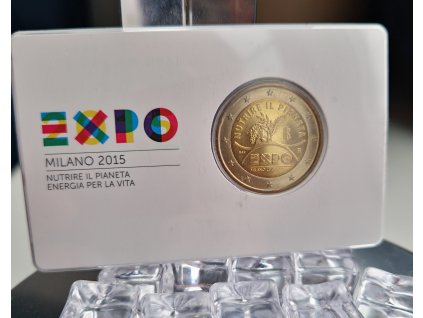 EXPO
MILANO 2015
NUTRIRE IL PIANETA
ENERGIA PER LA VITA
NUTRIRE IL PIANETA
EXPO